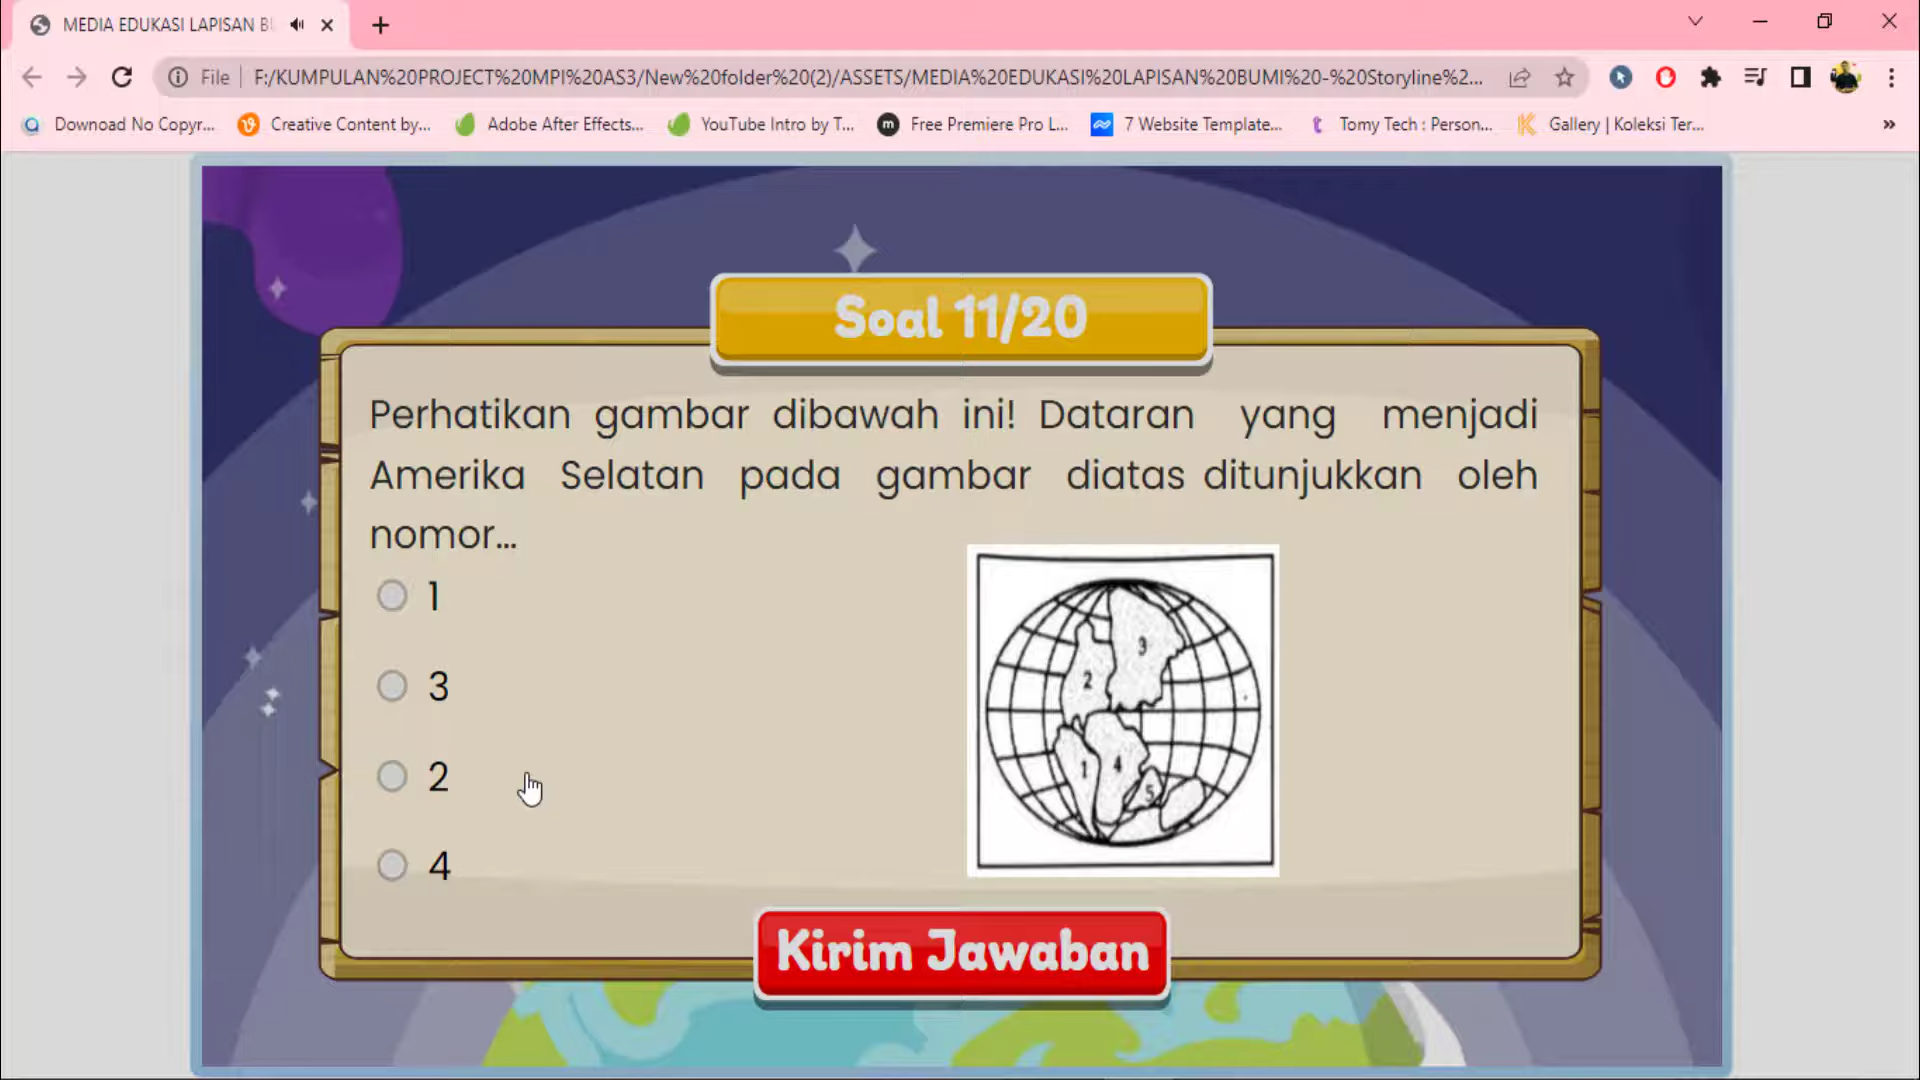 MEDIA EDUKASI LAPISAN B
File
F:/KUMPULAN%20PROJECT%20MPI%20AS3/New%20folder%20(2)/ASSETS/MEDIA%20EDUKASI%20LAPISAN%20BUMI%20-%20Storyline%2...
Downoad No Copyr...
Creative Content by...
Adobe After Effects...
YouTube Intro by T...
Free Premiere Pro L...
7 Website Template...
Tomy Tech : Person...
Gallery | Koleksi Ter...
Soal 11/20
Perhatikan gambar dibawah ini! Dataran yang menjadi
Amerika Selatan pada gambar diatas ditunjukkan oleh
nomor...
1
3
2
4
3
2
1
4
5
Kirim Jawaban